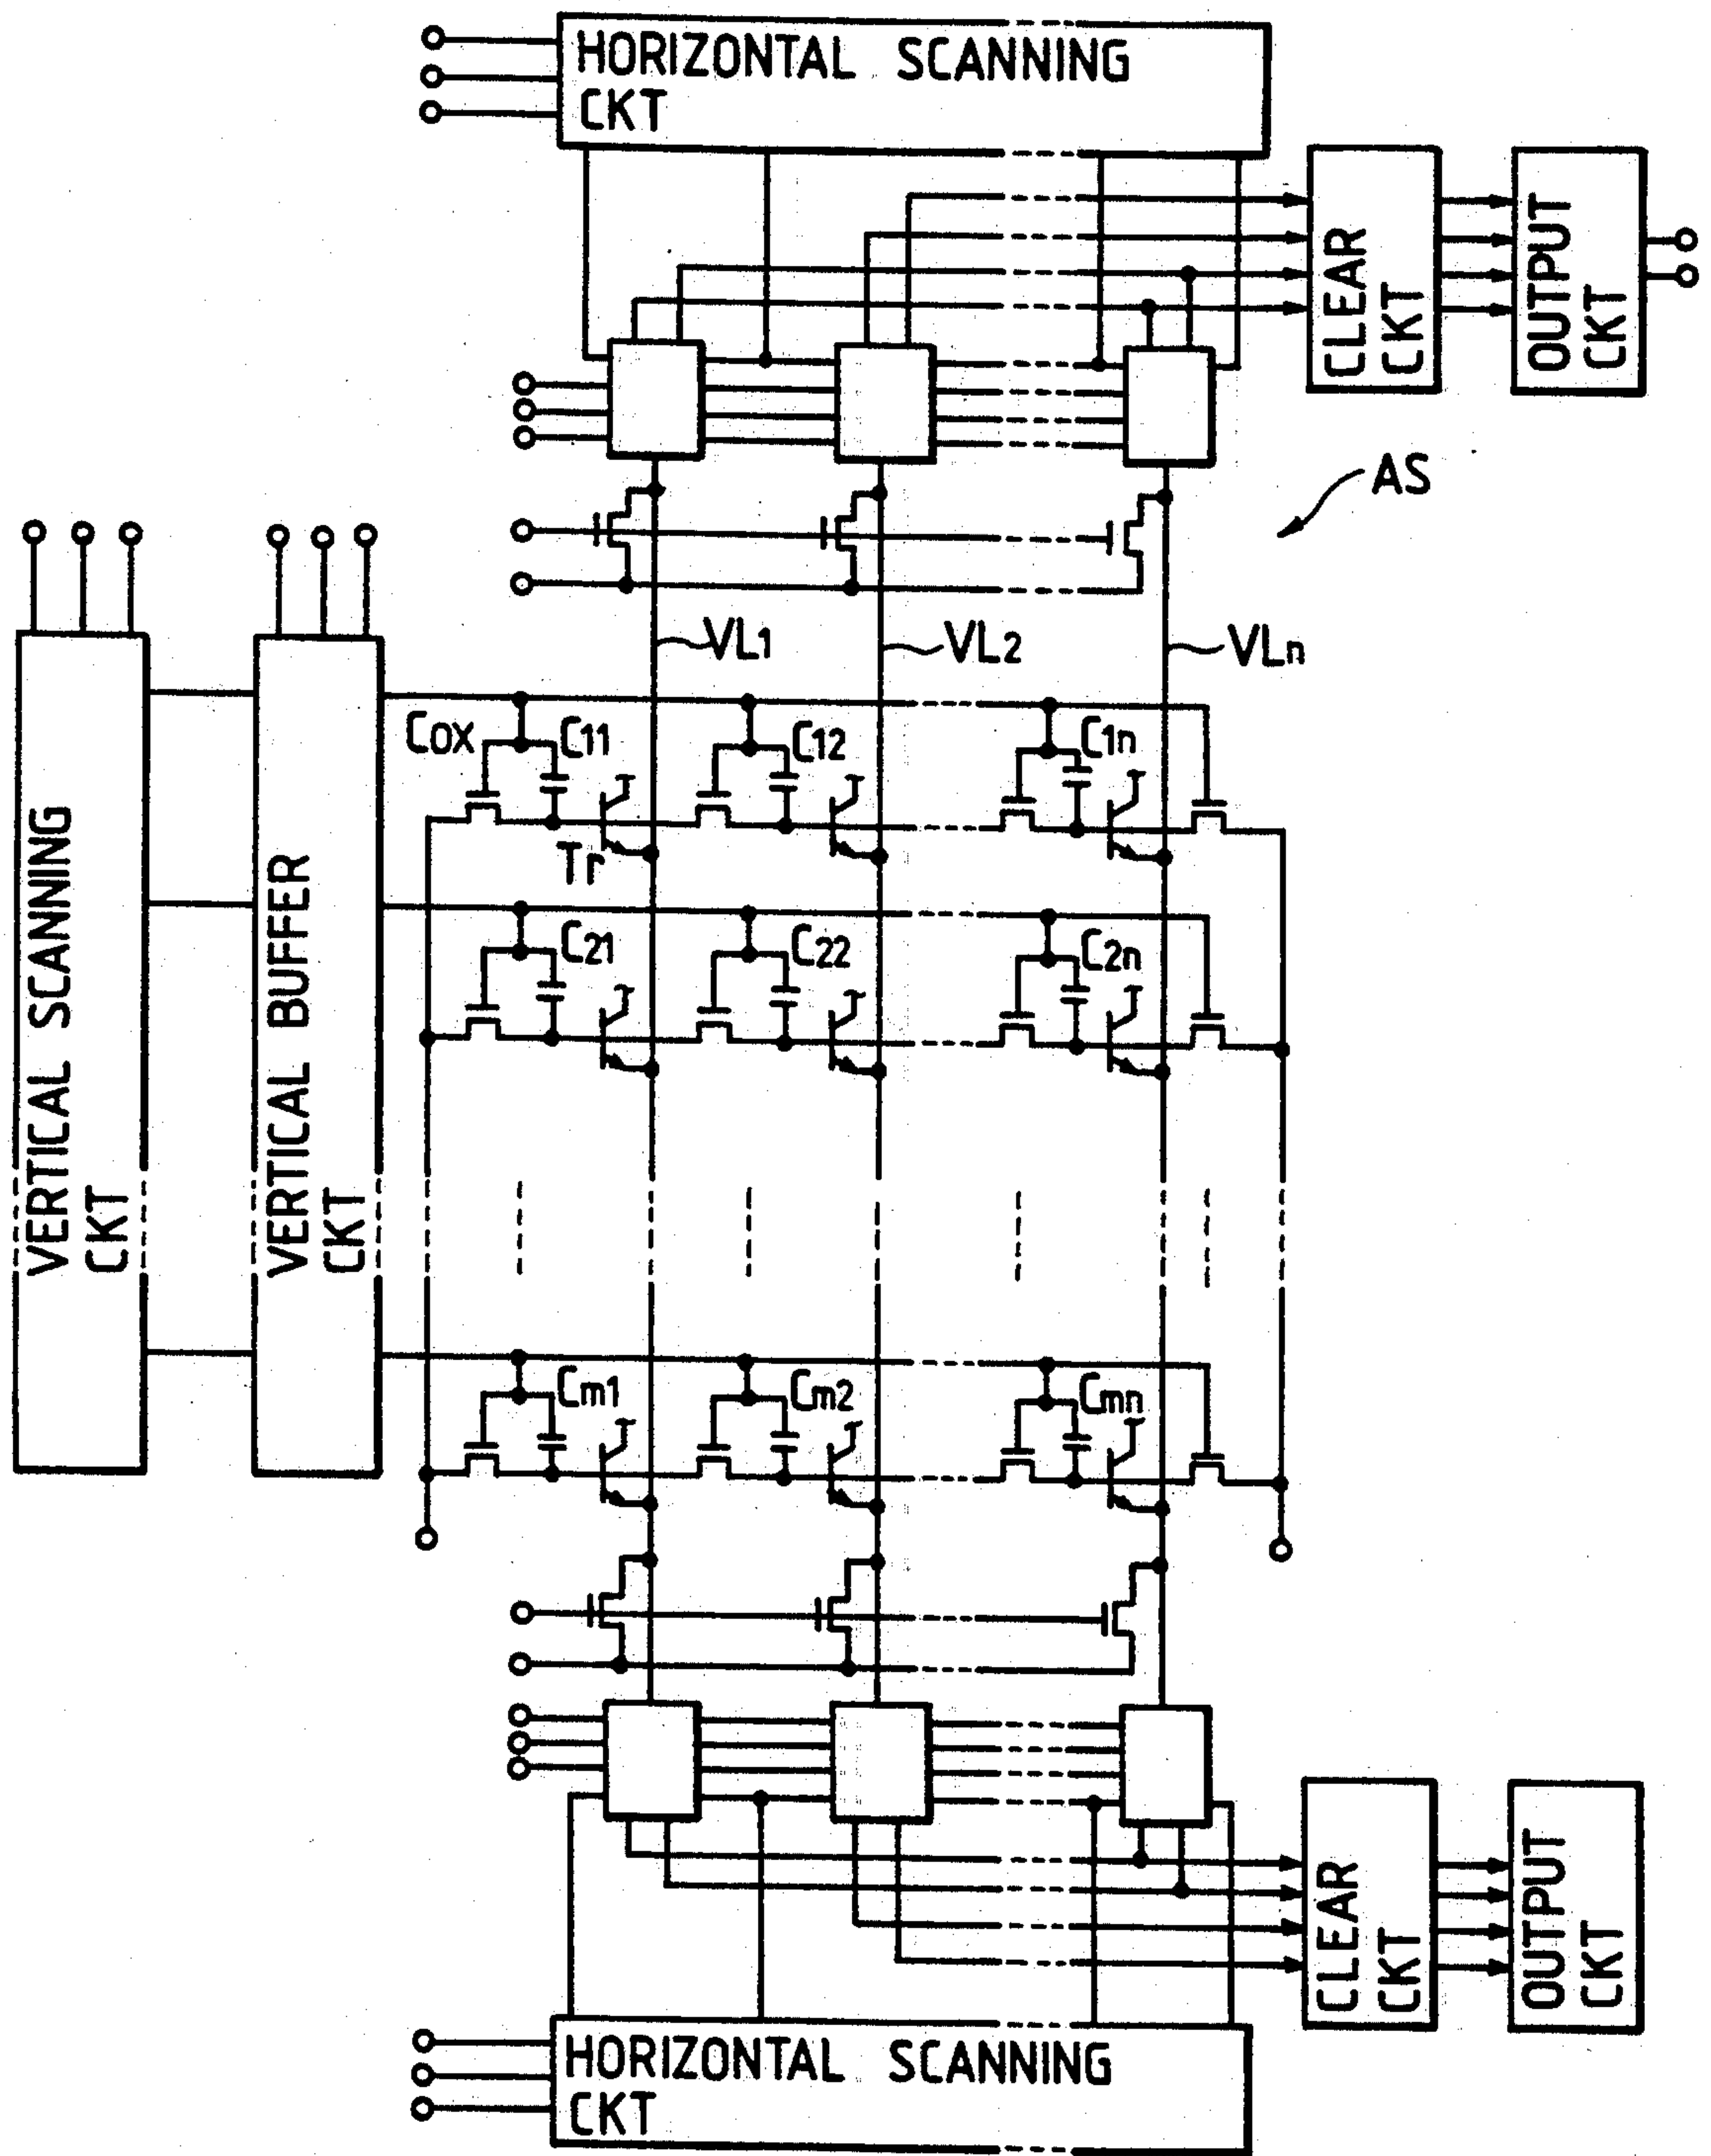 HORIZONTAL SCANNING
CKT
CLEAR
CKT
OUTPUT
CKT
AS
VL1
VL2
VLn
VERTICAL SCANNING
CKT
VERTICAL BUFFER
CKT
COX
C11
C12
C1n
Tr
C21
C22
C2n
Cm1
Cm2
Cmn
CLEAR
CKT
OUTPUT
CKT
HORIZONTAL SCANNING
CKT